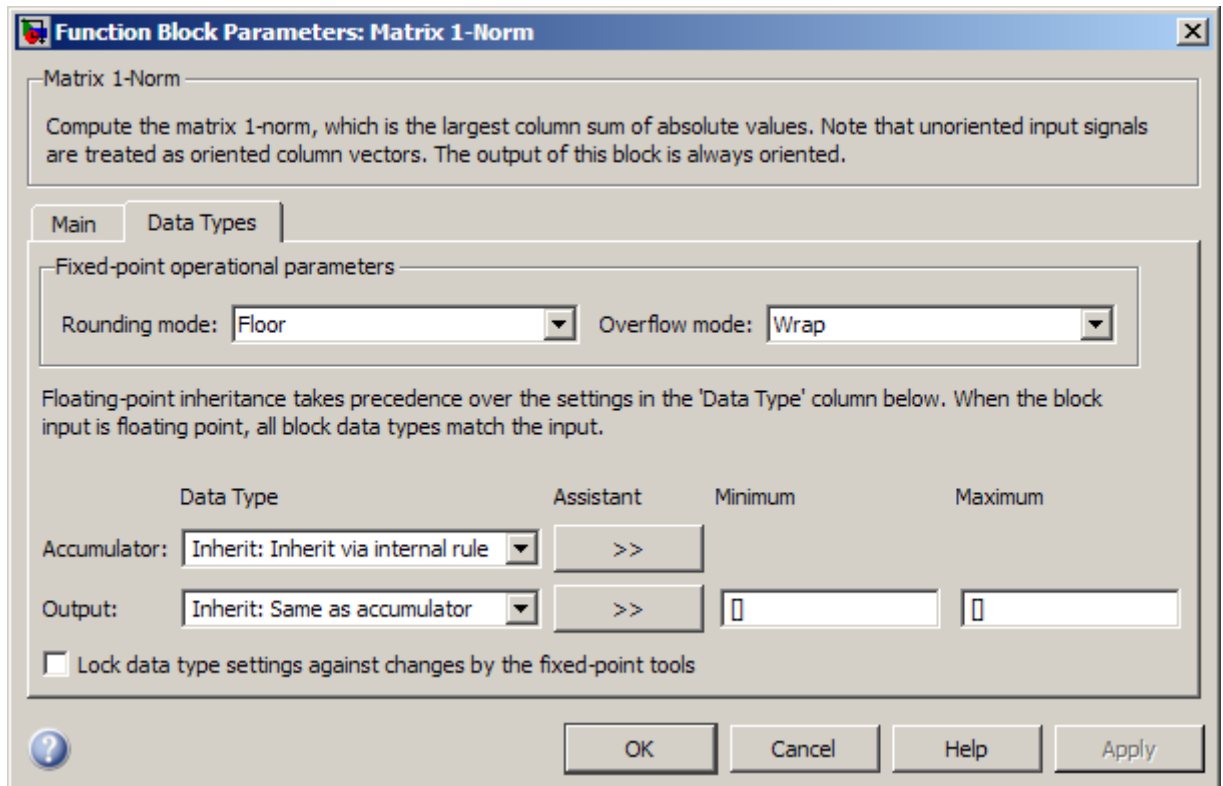 Function Block Parameters: Matrix 1-Norm
Matrix 1-Norm
Compute the matrix 1-norm, which is the largest column sum of absolute values. Note that unoriented input signals
are treated as oriented column vectors. The output of this block is always oriented.
Main Data Types
Fixed-point operational parameters
Rounding mode: Floor Overflow mode: Wrap
Floating-point inheritance takes precedence over the settings in the 'Data Type' column below. When the block
input is floating point, all block data types match the input.
Data Type Assistant Minimum Maximum
Accumulator: Inherit: Inherit via internal rule >>
Output: Inherit: Same as accumulator >> [] []
Lock data type settings against changes by the fixed-point tools
? OK Cancel Help Apply